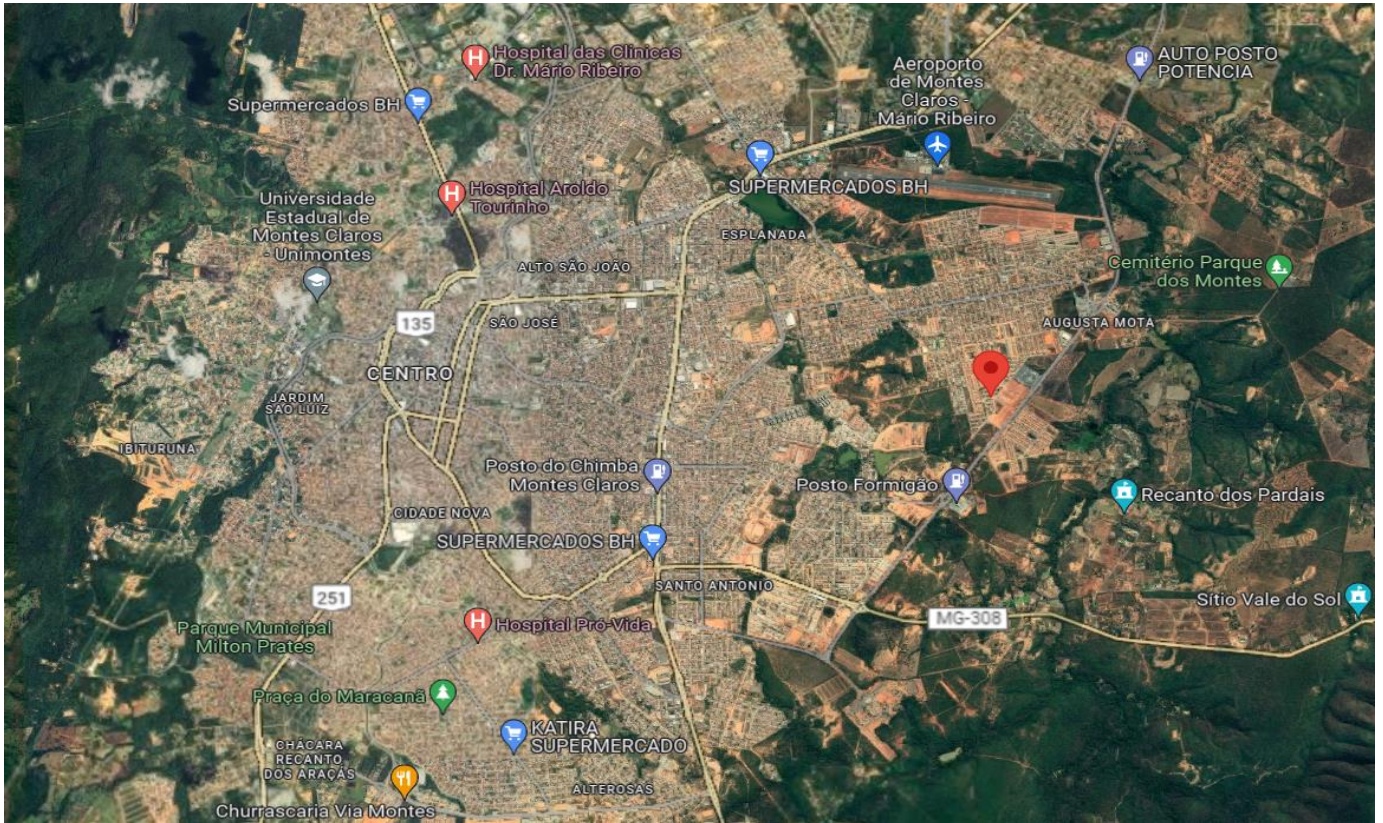 Hospital das Clínicas
Dr. Mário Ribeiro
AUTO POSTO
POTENCIA
Aeroporto
de Montes
Claros -
Mário Ribeiro
Supermercados BH
SUPERMERCADOS BH
Hospital Aroldo
Tourinho
Universidade
Estadual de
Montes Claros
- Unimontes
ESPLANADA
ALTO SÃO JOÃO
Cemitério Parque
dos Montes
135
SÃO JOSÉ
AUGUSTA MOTA
CENTRO
JARDIM
SÃO LUIZ
IBITURUNA
Posto do Chimba
Montes Claros
Posto Formigão
Recanto dos Pardais
CIDADE NOVA
SUPERMERCADOS BH
SANTO ANTONIO
251
Sítio Vale do Sol
MG-308
Parque Municipal
Milton Prates
Hospital Pró-Vida
Praça do Maracanã
KATIRA
SUPERMERCADO
CHÁCARA
RECANTO
DOS ARAÇÁS
ALTEROSAS
Churrascaria Via Montes